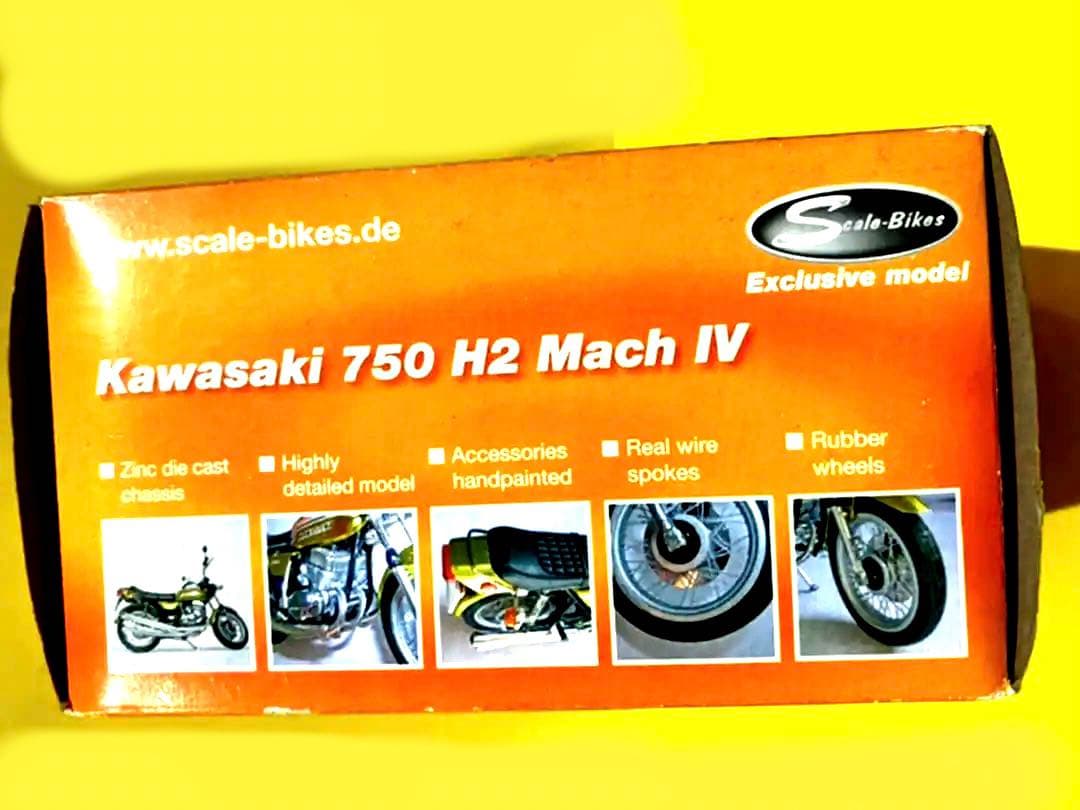 www.scale-bikes.de
Scale-Bikes
Exclusive model
Kawasaki 750 H2 Mach IV
Zinc die cast
chassis
Highly
detailed model
Accessories
handpainted
Real wire
spokes
Rubber
wheels